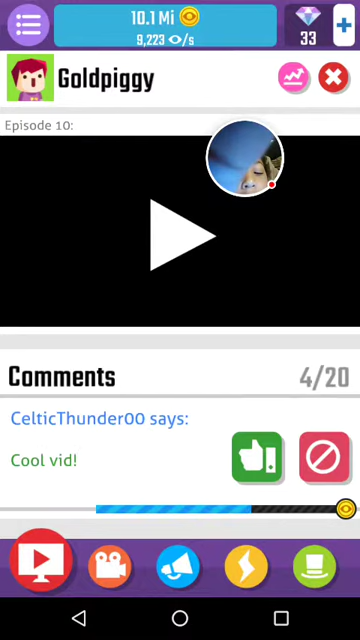 10.1 Mi
9,223 /s
33
Goldpiggy
Episode 10:
Comments
4/20
CelticThunder00 says:
Cool vid!